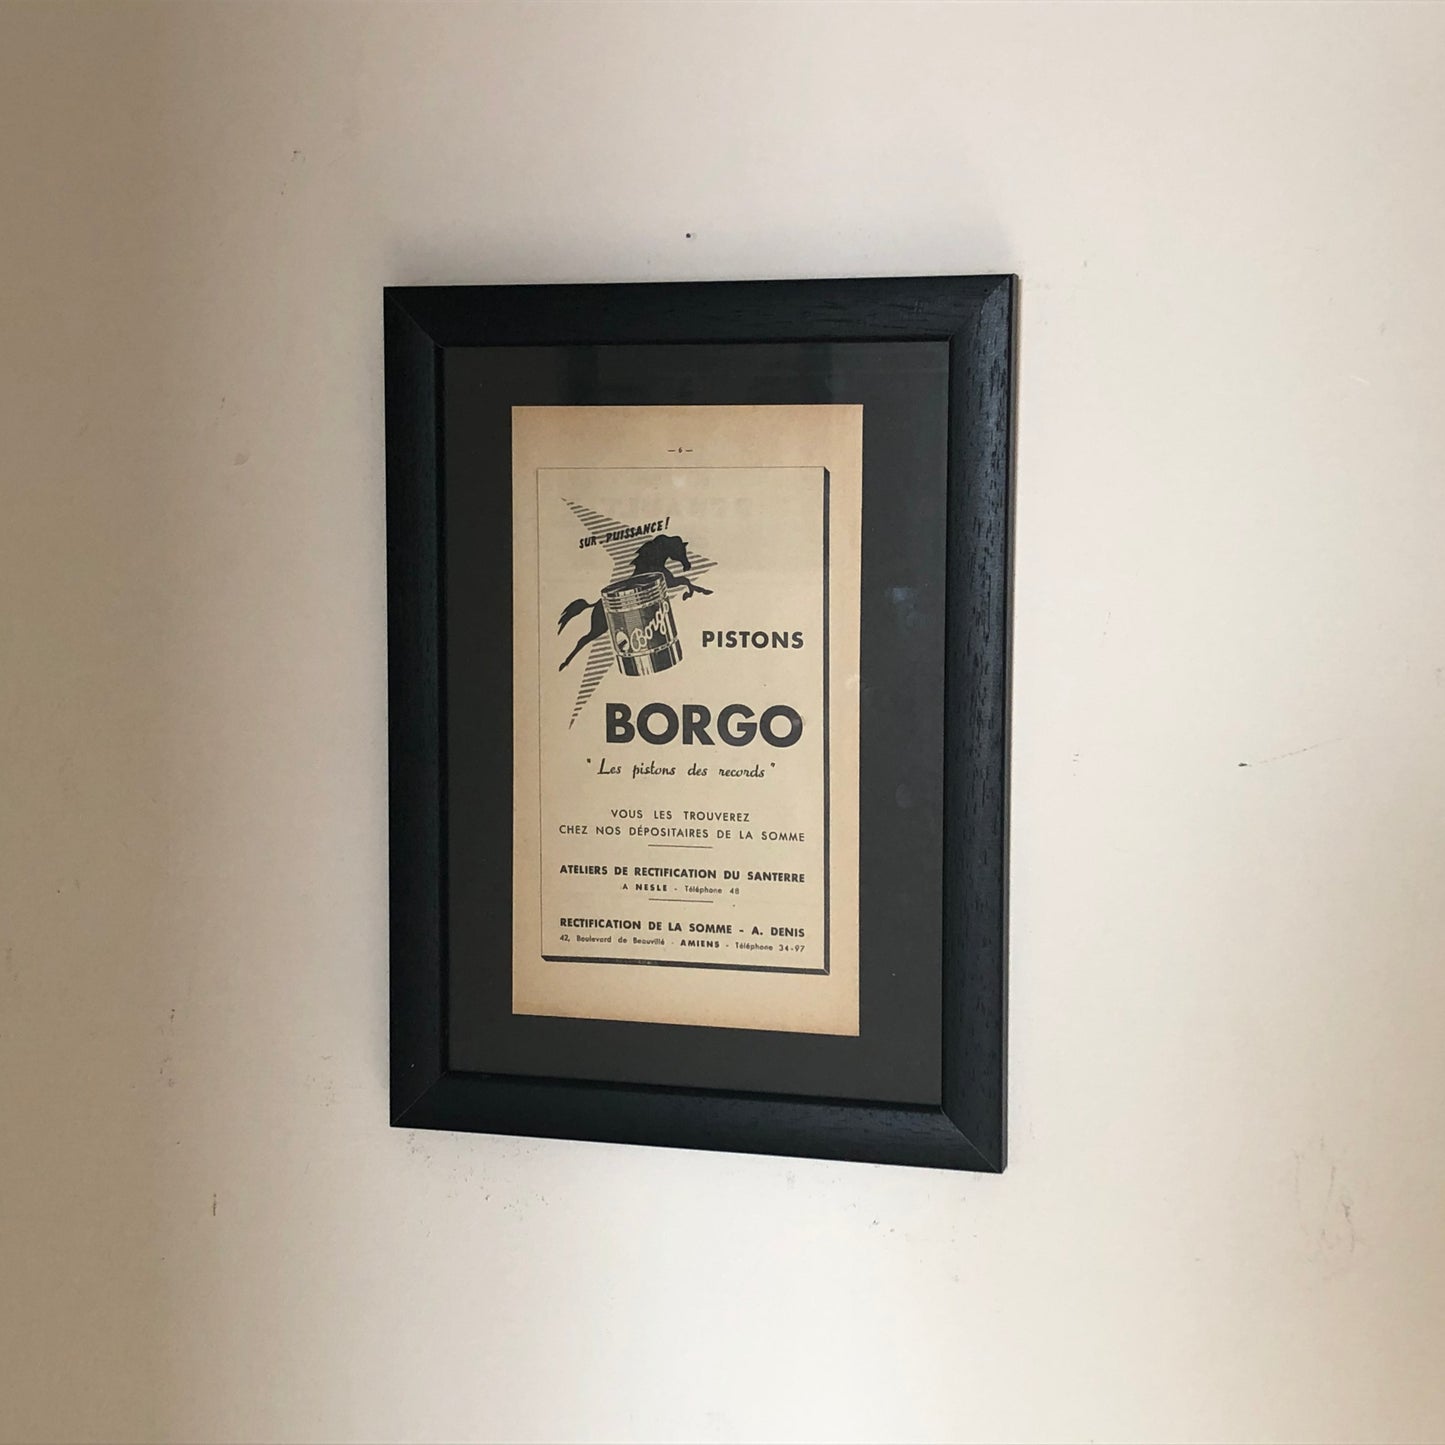 — 6 —
SUR-PUISSANCE!
Borgo
PISTONS
BORGO
"Les pistons des records"
VOUS LES TROUVEREZ
CHEZ NOS DÉPOSITAIRES DE LA SOMME
ATELIERS DE RECTIFICATION DU SANTERRE
A NESLE - Téléphone 48
RECTIFICATION DE LA SOMME - A. DENIS
42, Boulevard de Beauvillé - AMIENS - Téléphone 34-97